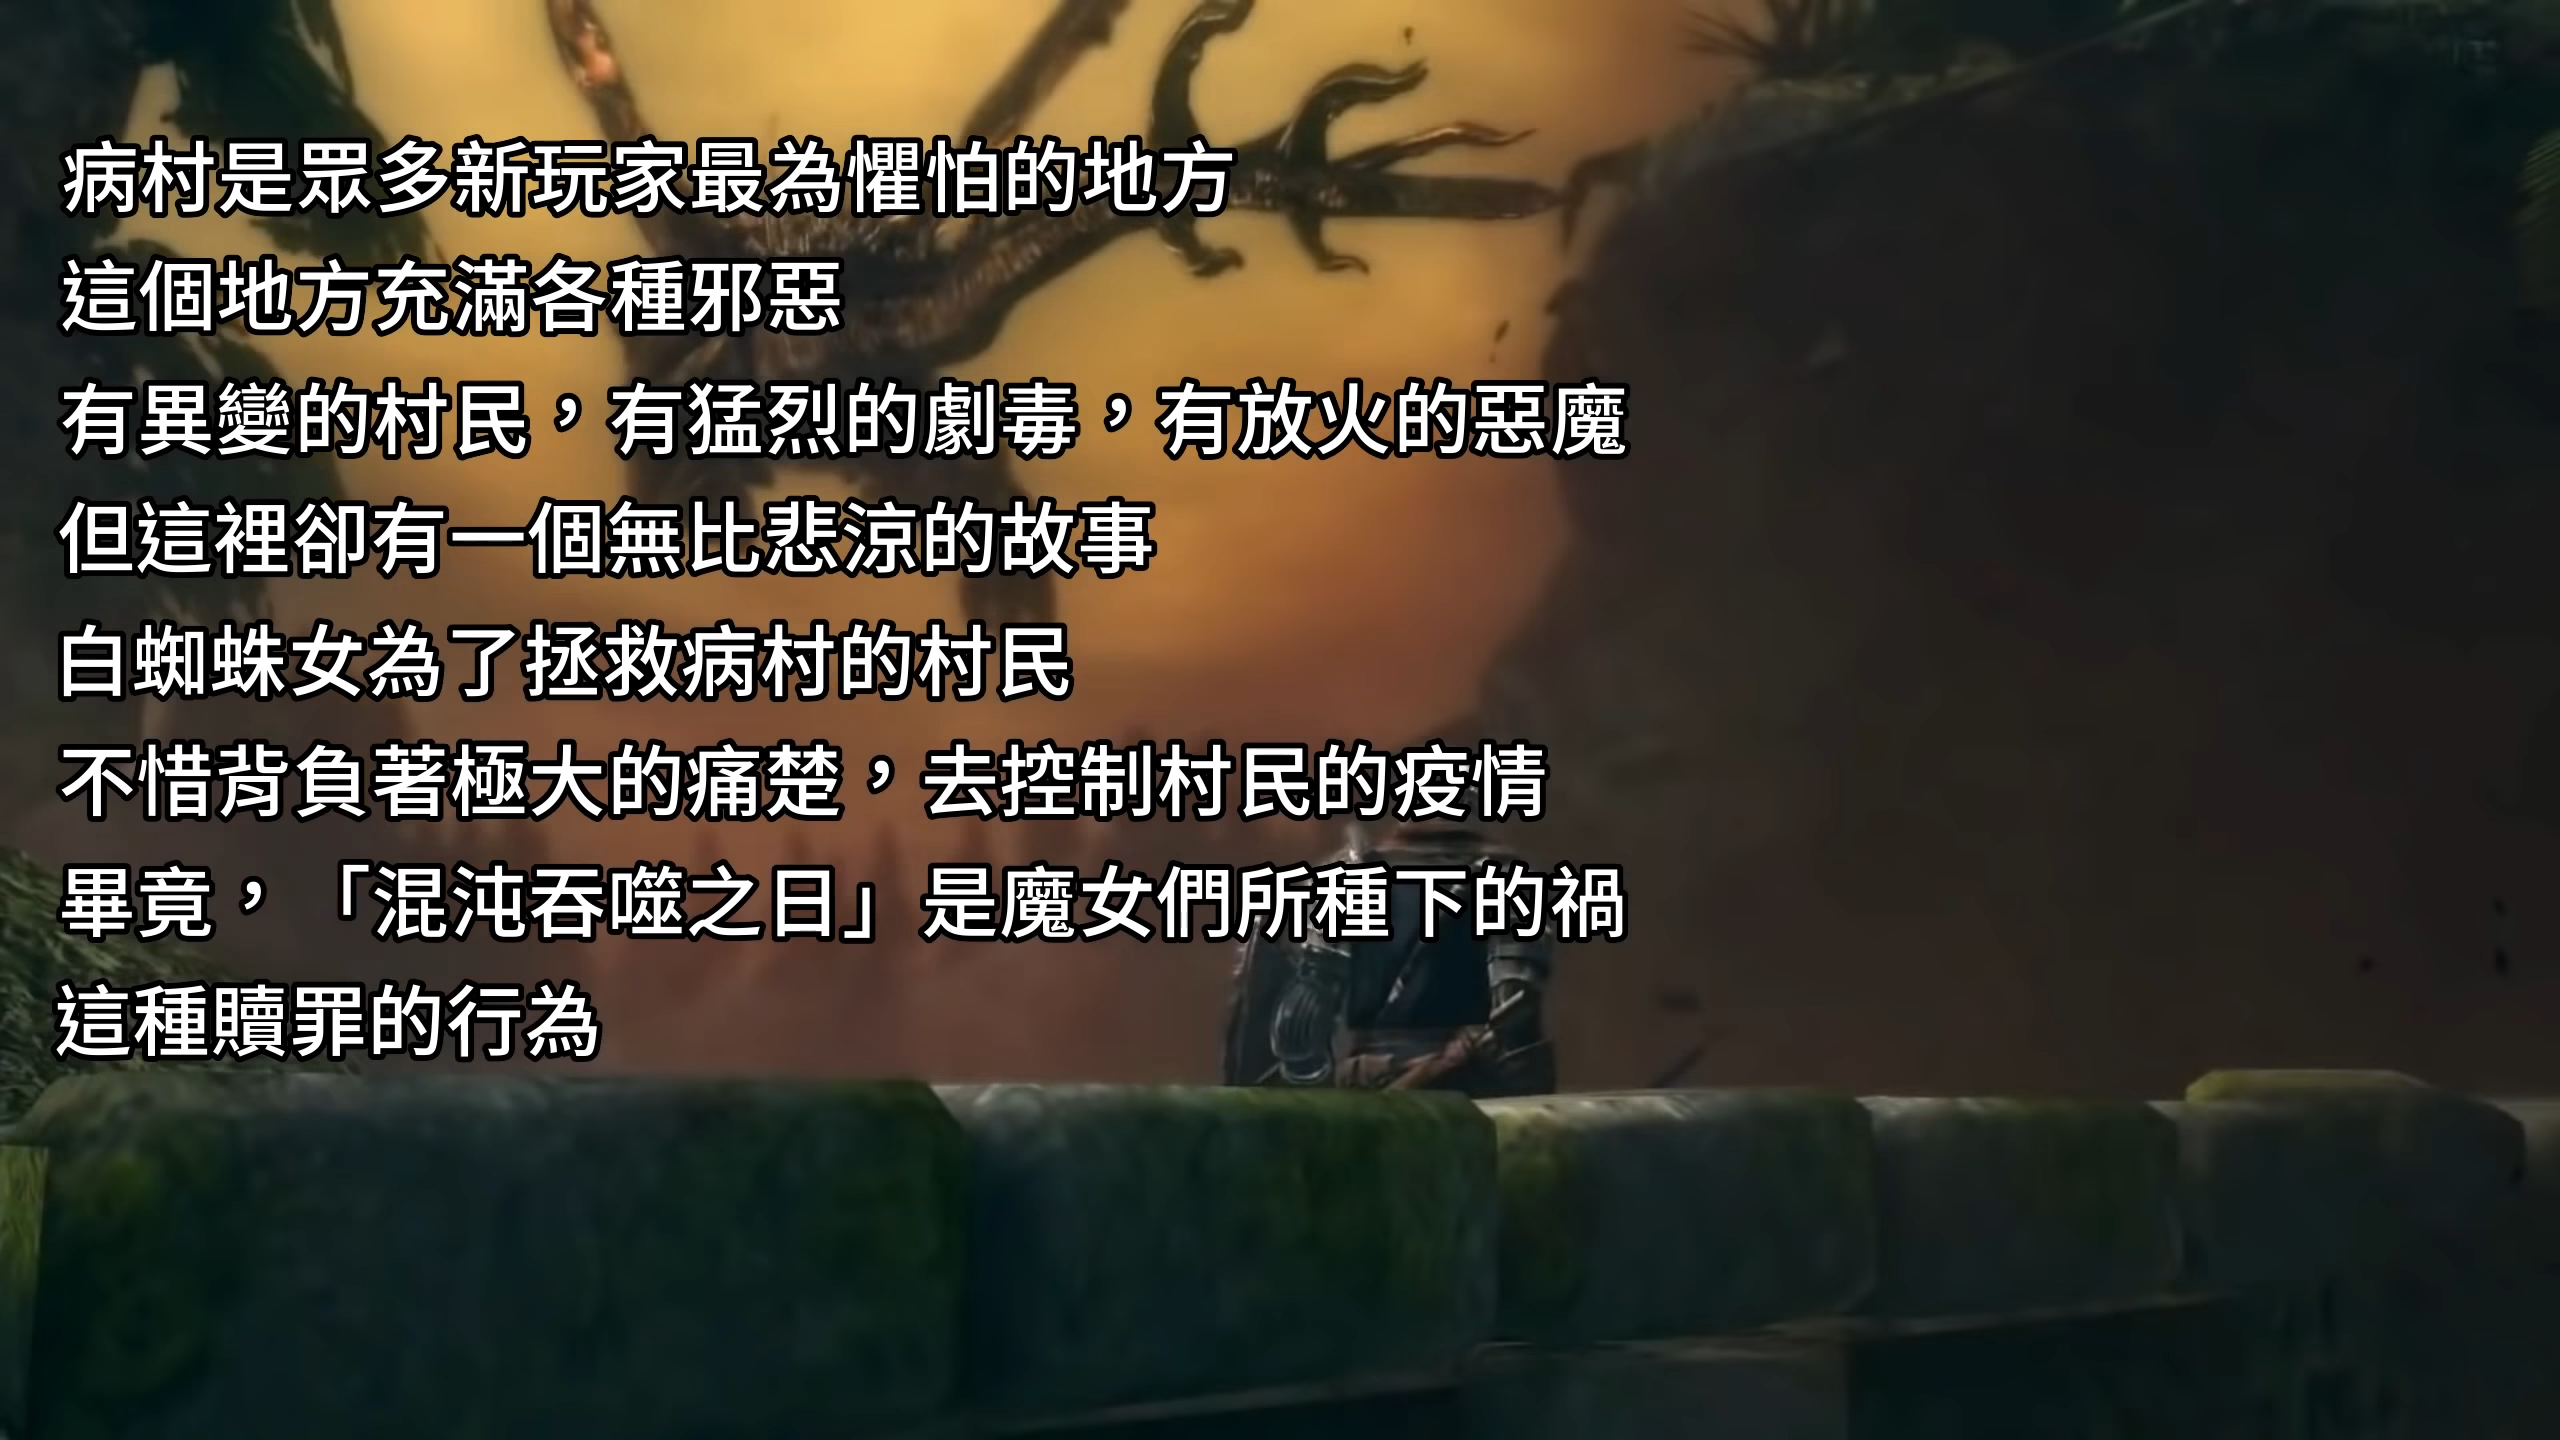 病村是眾多新玩家最為懼怕的地方
這個地方充滿各種邪惡
有異變的村民，有猛烈的劇毒，有放火的惡魔
但這裡卻有一個無比悲涼的故事
白蜘蛛女為了拯救病村的村民
不惜背負著極大的痛楚，去控制村民的疫情
畢竟，「混沌吞噬之日」是魔女們所種下的禍
這種贖罪的行為